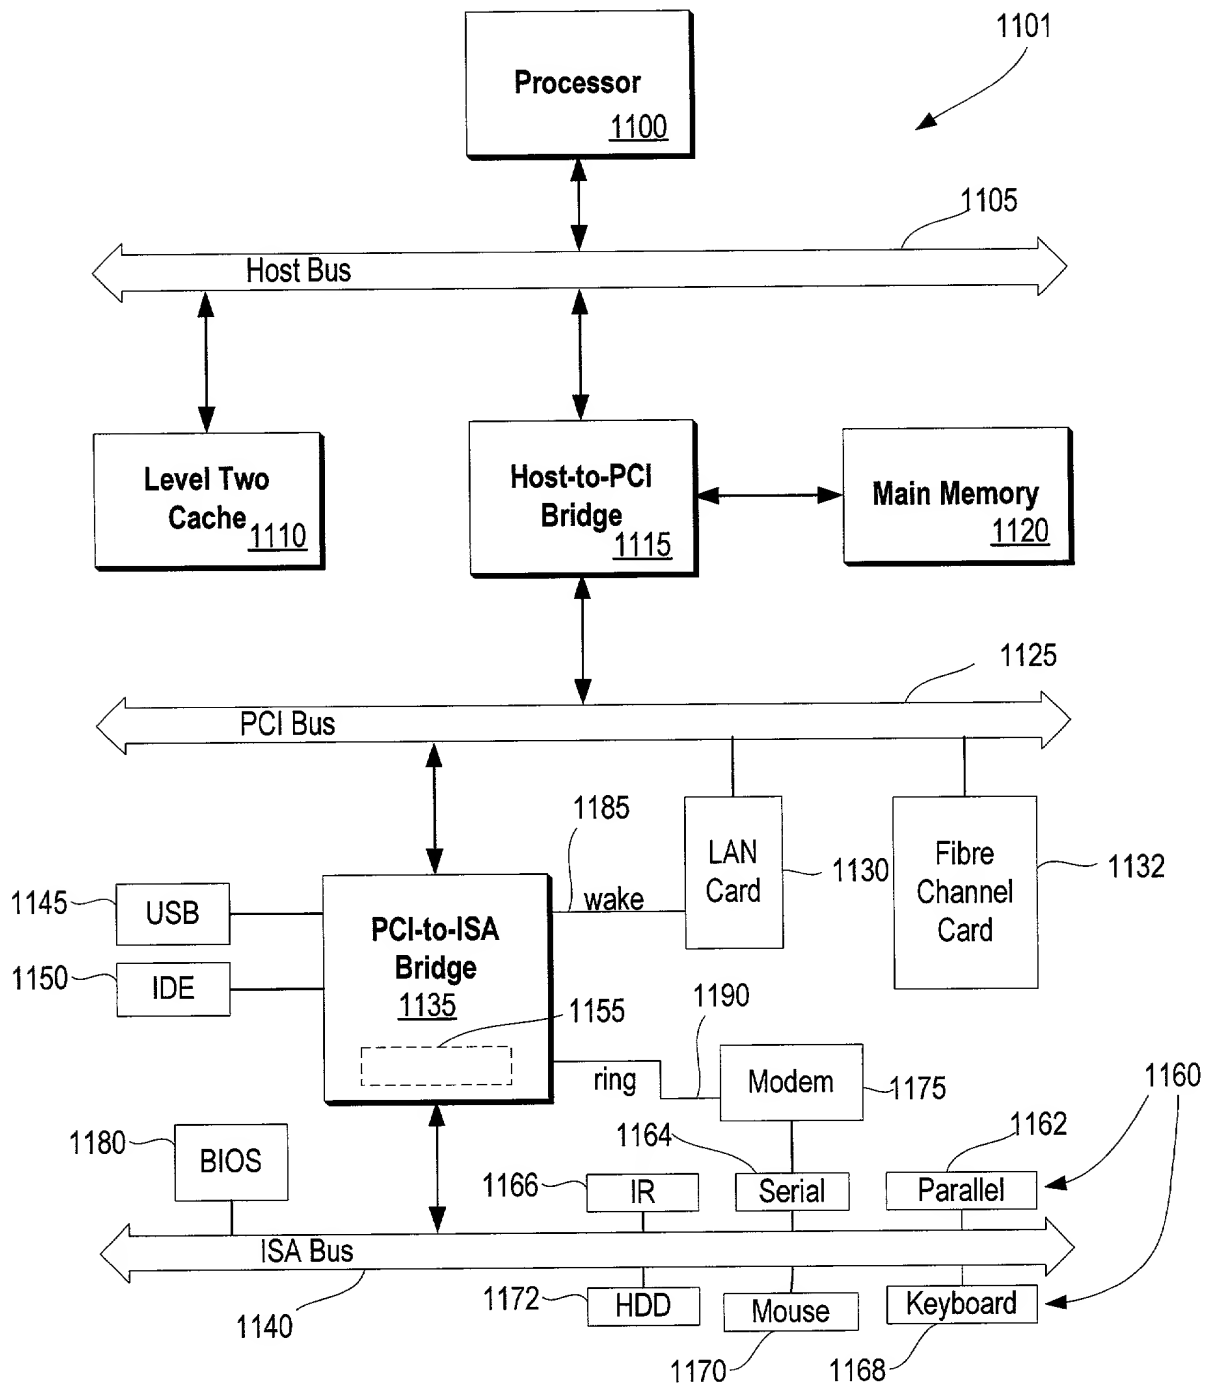 1101
Processor
1100
1105
Host Bus
Level Two
Cache
1110
Host-to-PCI
Bridge
1115
Main Memory
1120
1125
PCI Bus
1185
wake
LAN
Card
1130
Fibre
Channel
Card
1132
1145
USB
1150
IDE
PCI-to-ISA
Bridge
1135
1155
1190
ring
Modem
1175
1160
1180
BIOS
1164
1162
1166
IR
Serial
Parallel
ISA Bus
1140
1172
HDD
Mouse
Keyboard
1170
1168